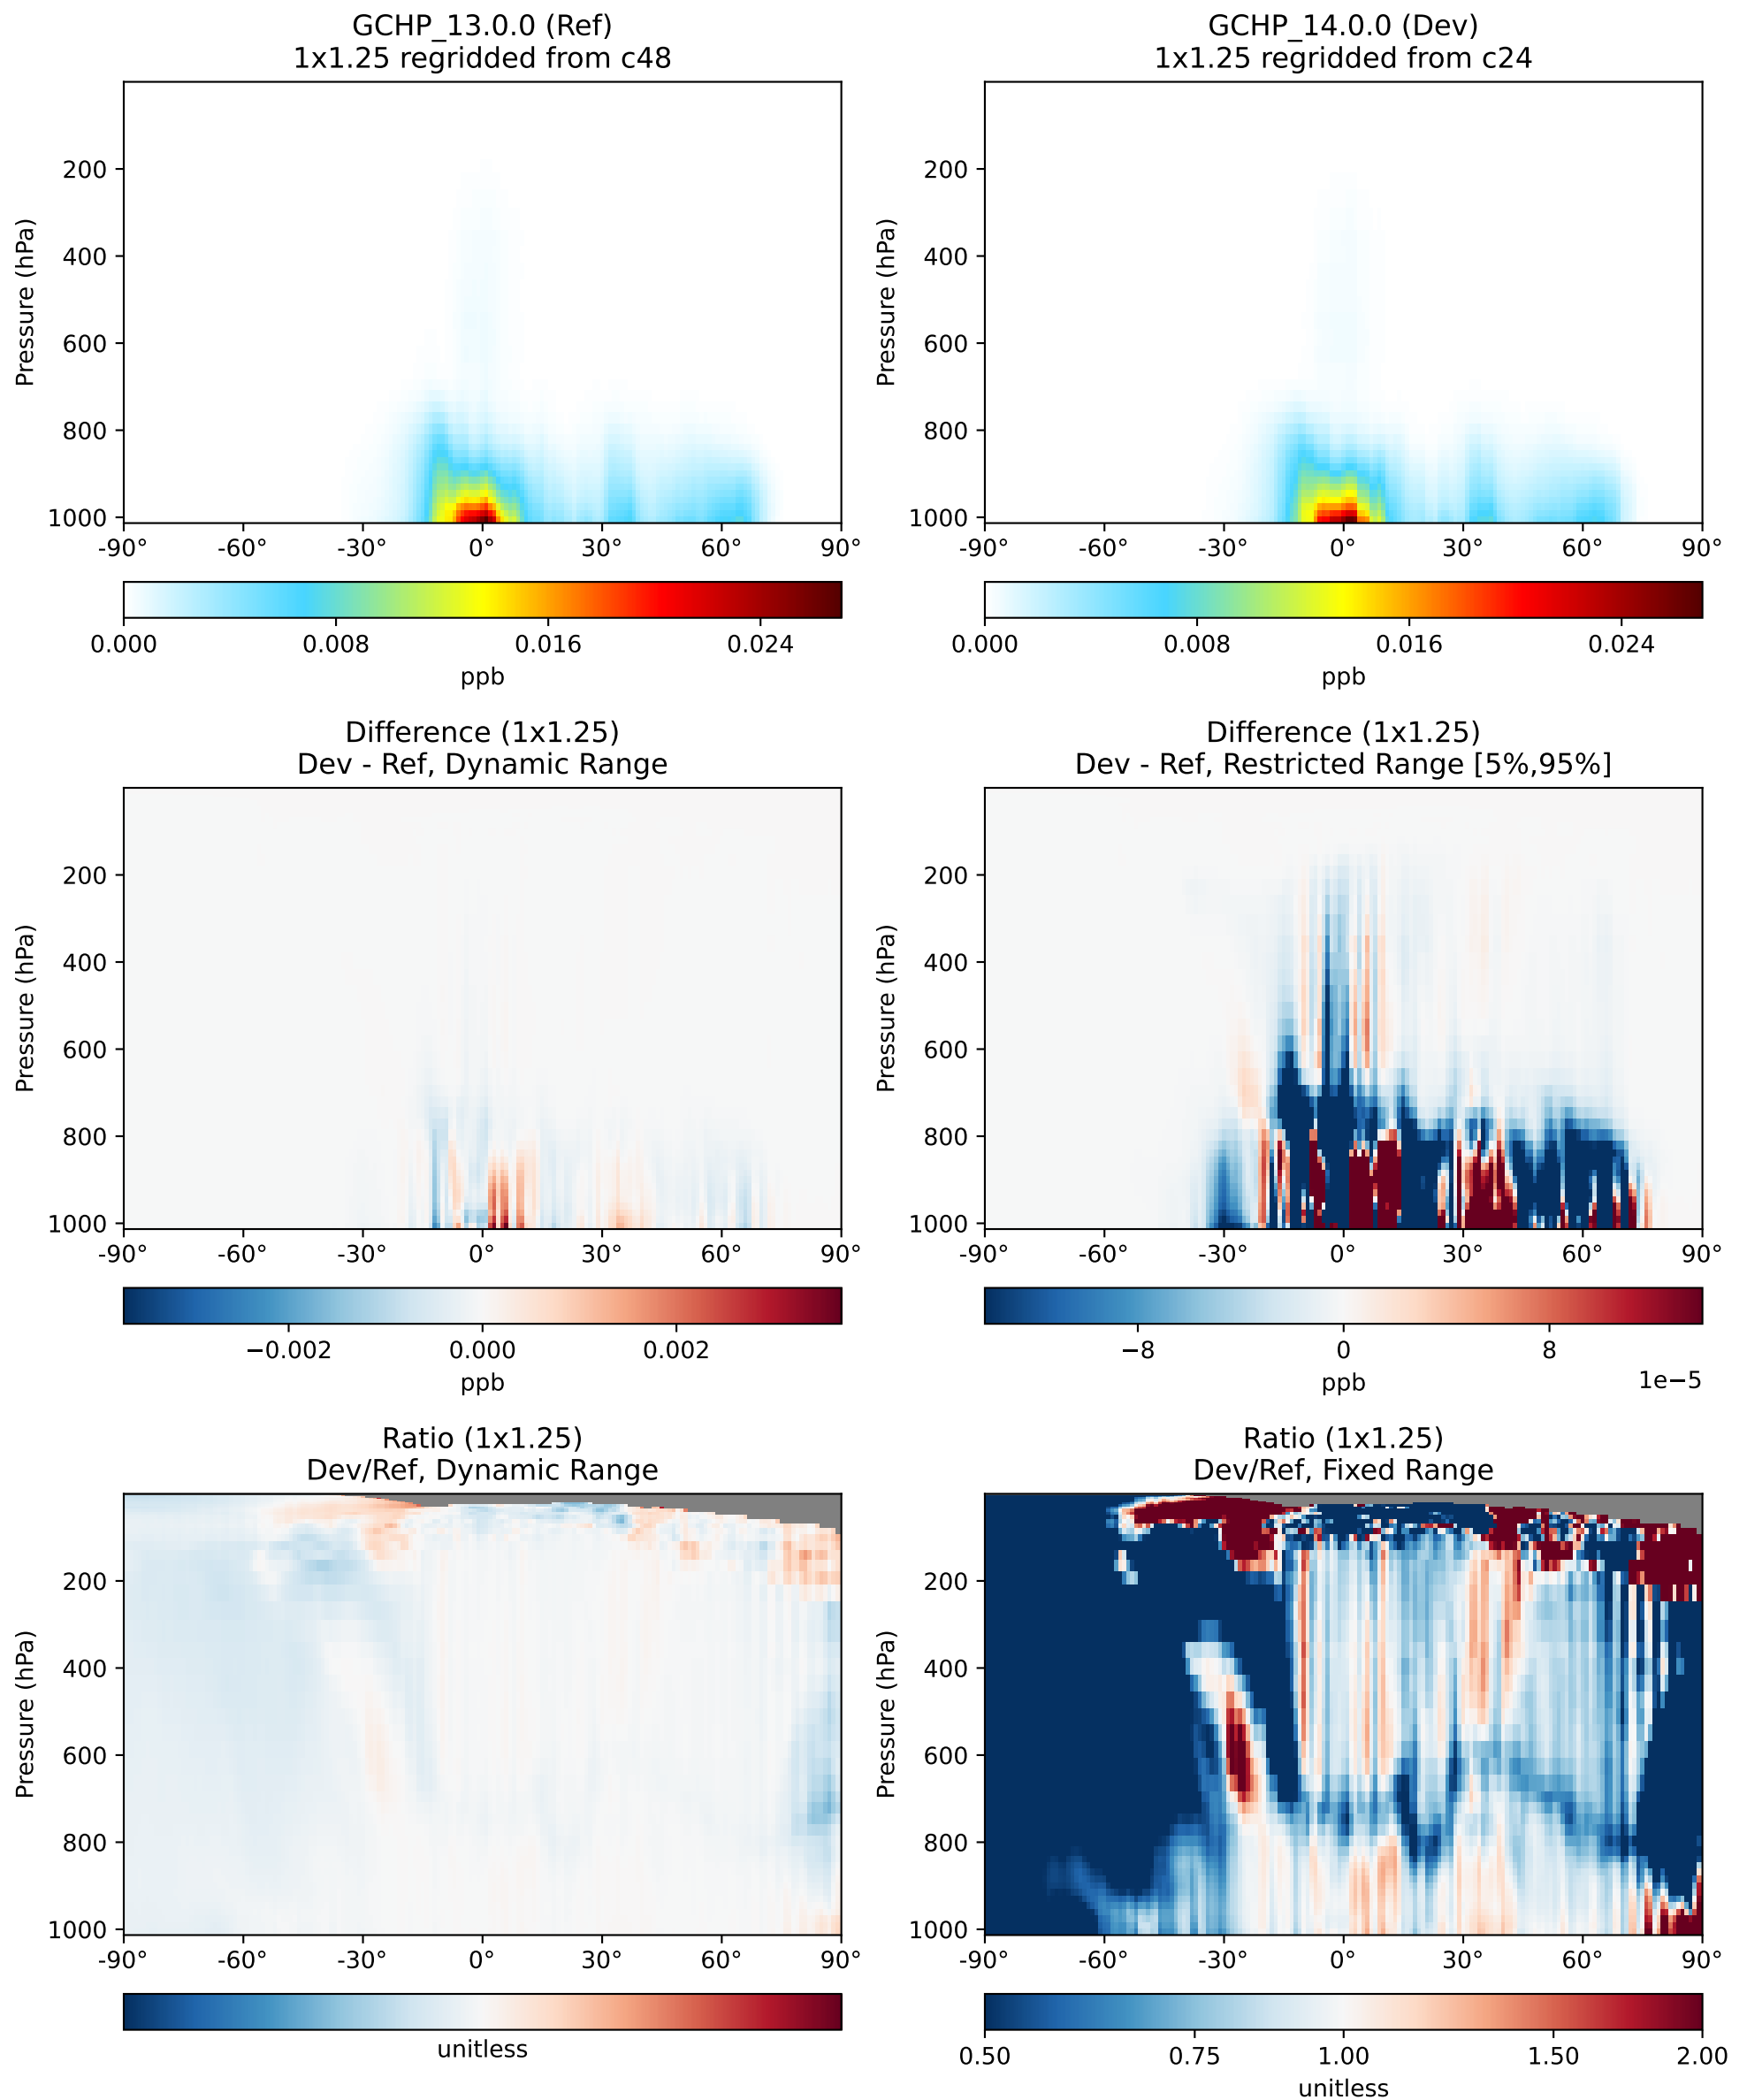 GCHP_13.0.0 (Ref)
1x1.25 regridded from c48
Pressure (hPa)
200
400
600
800
1000
-90° -60° -30° 0° 30° 60° 90°
0.000 0.008 0.016 0.024
ppb
GCHP_14.0.0 (Dev)
1x1.25 regridded from c24
Pressure (hPa)
200
400
600
800
1000
-90° -60° -30° 0° 30° 60° 90°
0.000 0.008 0.016 0.024
ppb
Difference (1x1.25)
Dev - Ref, Dynamic Range
Pressure (hPa)
200
400
600
800
1000
-90° -60° -30° 0° 30° 60° 90°
−0.002 0.000 0.002
ppb
Difference (1x1.25)
Dev - Ref, Restricted Range [5%,95%]
Pressure (hPa)
200
400
600
800
1000
-90° -60° -30° 0° 30° 60° 90°
−8 0 8
1e−5
ppb
Ratio (1x1.25)
Dev/Ref, Dynamic Range
Pressure (hPa)
200
400
600
800
1000
-90° -60° -30° 0° 30° 60° 90°
unitless
Ratio (1x1.25)
Dev/Ref, Fixed Range
Pressure (hPa)
200
400
600
800
1000
-90° -60° -30° 0° 30° 60° 90°
0.50 0.75 1.00 1.50 2.00
unitless